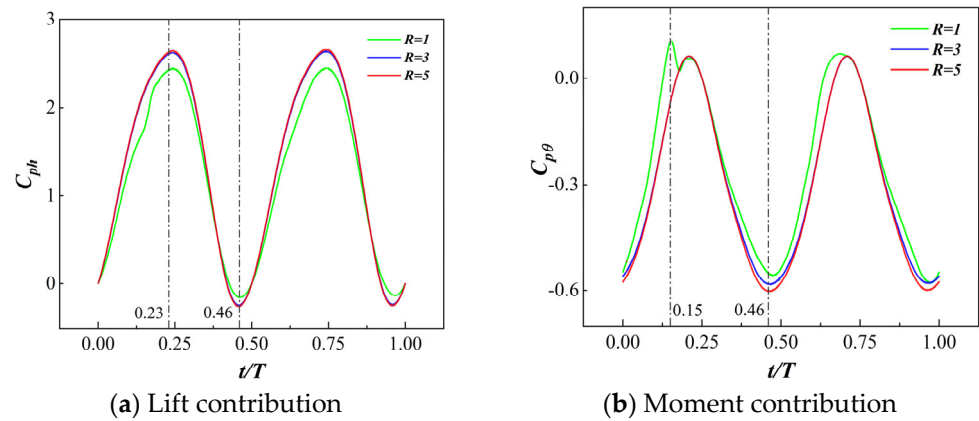 3
2
1
0
C_ph
R=1
R=3
R=5
0.23
0.46
0.00
0.25
0.50
0.75
1.00
t/T
(a) Lift contribution
0.0
-0.3
-0.6
C_pθ
R=1
R=3
R=5
0.15
0.46
0.00
0.25
0.50
0.75
1.00
t/T
(b) Moment contribution